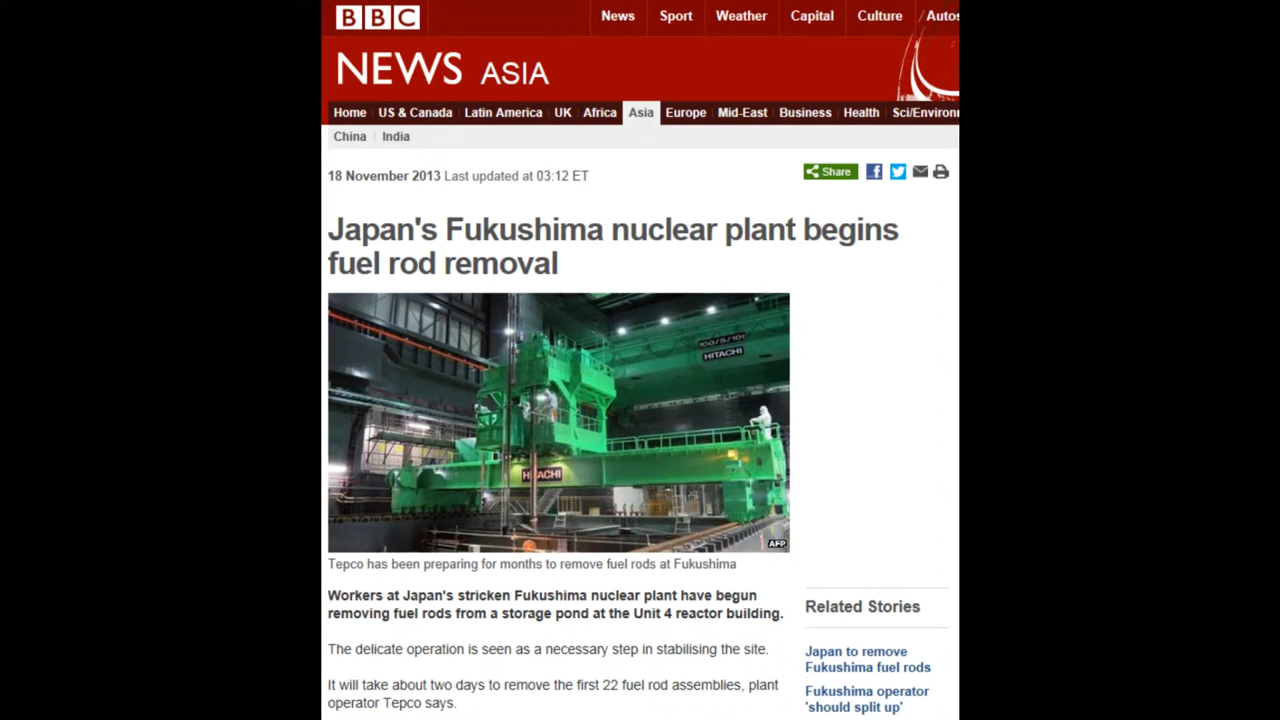 BBC
News Sport Weather Capital Culture Autos
NEWS ASIA
Home US & Canada Latin America UK Africa Asia Europe Mid-East Business Health Sci/Environ
China India
18 November 2013 Last updated at 03:12 ET
Share
Japan's Fukushima nuclear plant begins
fuel rod removal
100/5/10t
HITACHI
HITACHI
AFP
Tepco has been preparing for months to remove fuel rods at Fukushima
Workers at Japan's stricken Fukushima nuclear plant have begun
removing fuel rods from a storage pond at the Unit 4 reactor building.
The delicate operation is seen as a necessary step in stabilising the site.
It will take about two days to remove the first 22 fuel rod assemblies, plant
operator Tepco says.
Related Stories
Japan to remove
Fukushima fuel rods
Fukushima operator
'should split up'